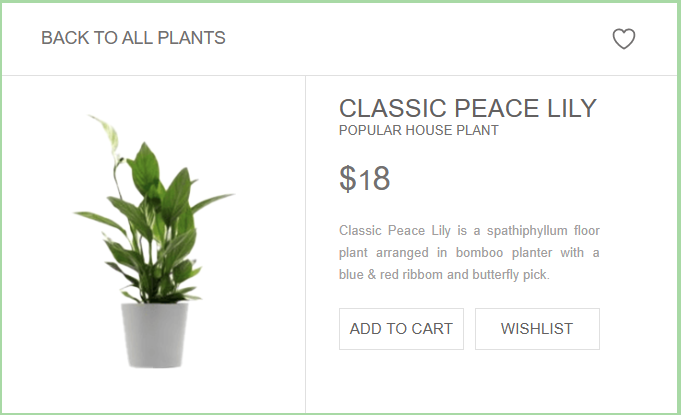 BACK TO ALL PLANTS
CLASSIC PEACE LILY
POPULAR HOUSE PLANT
$18
Classic Peace Lily is a spathiphyllum floor
plant arranged in bomboo planter with a
blue & red ribbom and butterfly pick.
ADD TO CART
WISHLIST